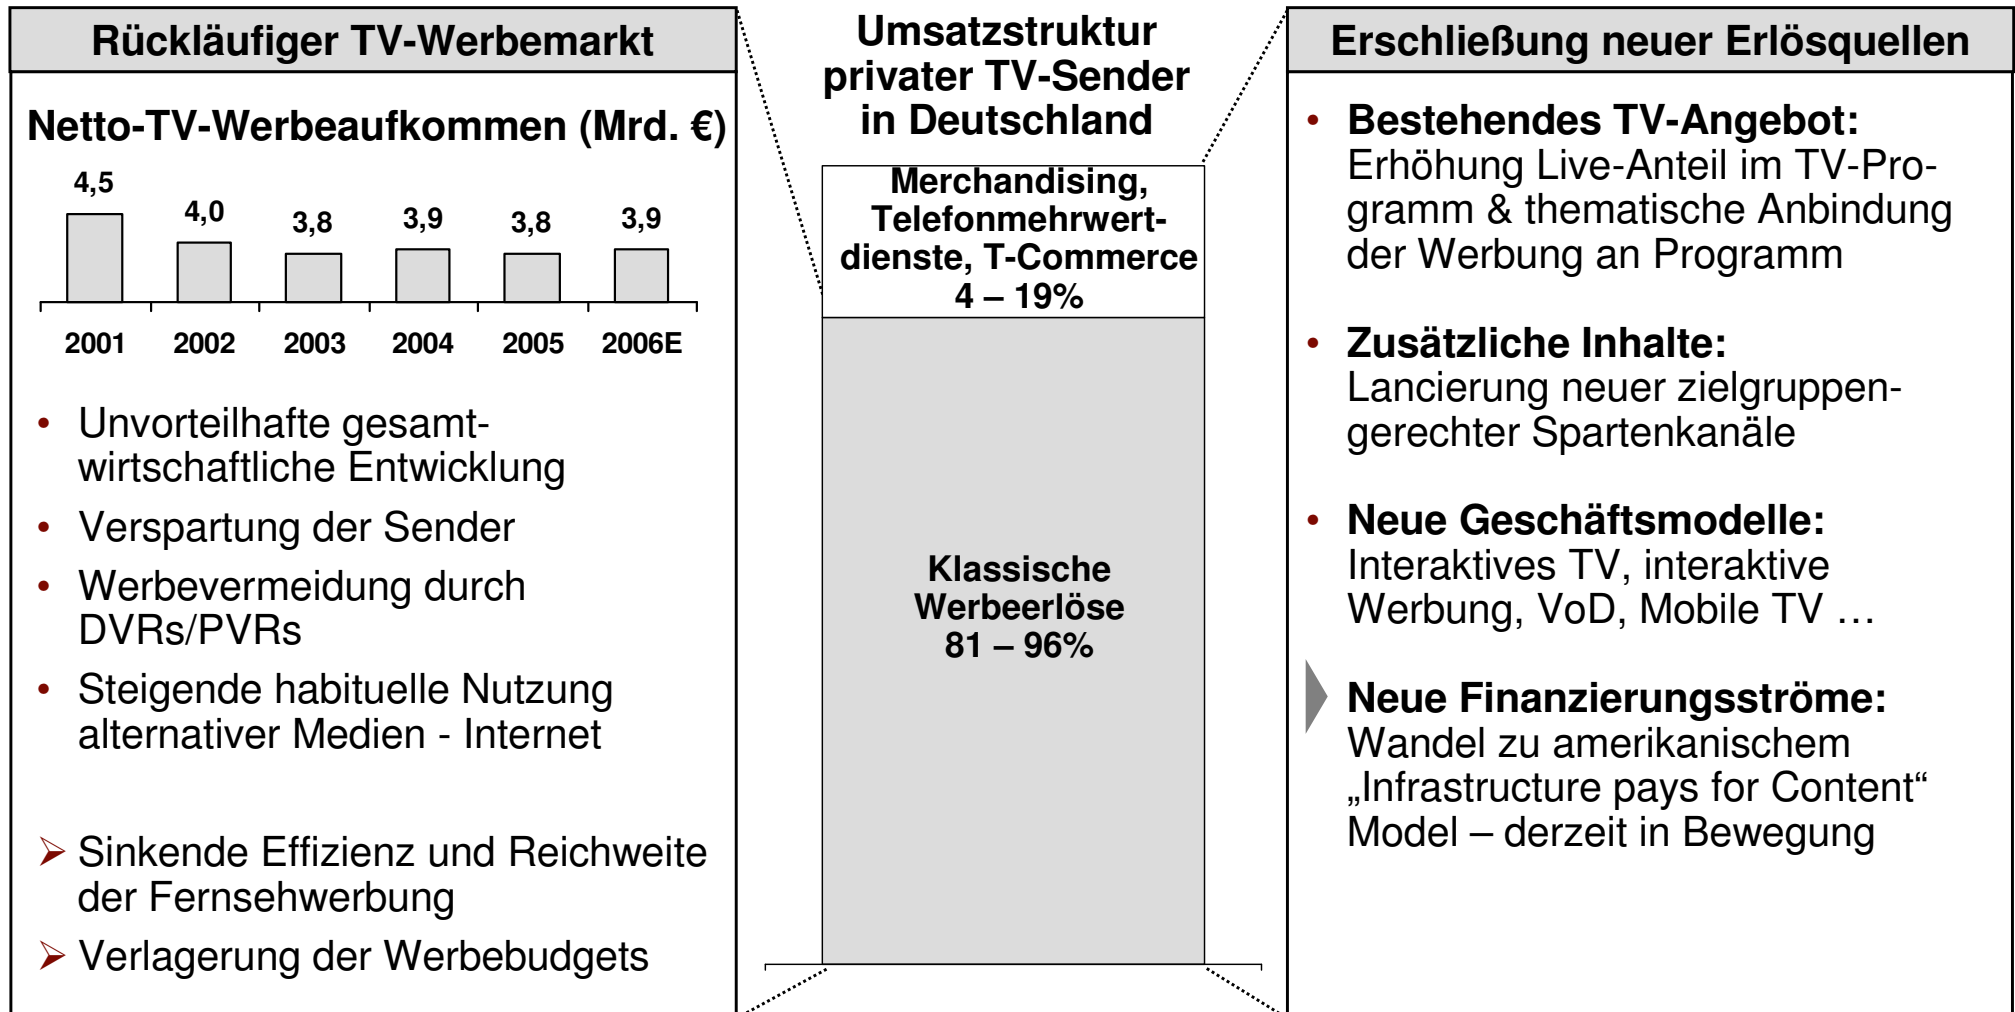 Rückläufiger TV-Werbemarkt
Netto-TV-Werbeaufkommen (Mrd. €)
4,5
4,0
3,8
3,9
3,8
3,9
2001
2002
2003
2004
2005
2006E
• Unvorteilhafte gesamt-
wirtschaftliche Entwicklung
• Verspartung der Sender
• Werbevermeidung durch
DVRs/PVRs
• Steigende habituelle Nutzung
alternativer Medien - Internet
➢ Sinkende Effizienz und Reichweite
der Fernsehwerbung
➢ Verlagerung der Werbebudgets
Umsatzstruktur
privater TV-Sender
in Deutschland
Merchandising,
Telefonmehrwert-
dienste, T-Commerce
4 – 19%
Klassische
Werbeerlöse
81 – 96%
Erschließung neuer Erlösquellen
• Bestehendes TV-Angebot:
Erhöhung Live-Anteil im TV-Pro-
gramm & thematische Anbindung
der Werbung an Programm
• Zusätzliche Inhalte:
Lancierung neuer zielgruppen-
gerechter Spartenkanäle
• Neue Geschäftsmodelle:
Interaktives TV, interaktive
Werbung, VoD, Mobile TV …
Neue Finanzierungsströme:
Wandel zu amerikanischem
„Infrastructure pays for Content“
Model – derzeit in Bewegung